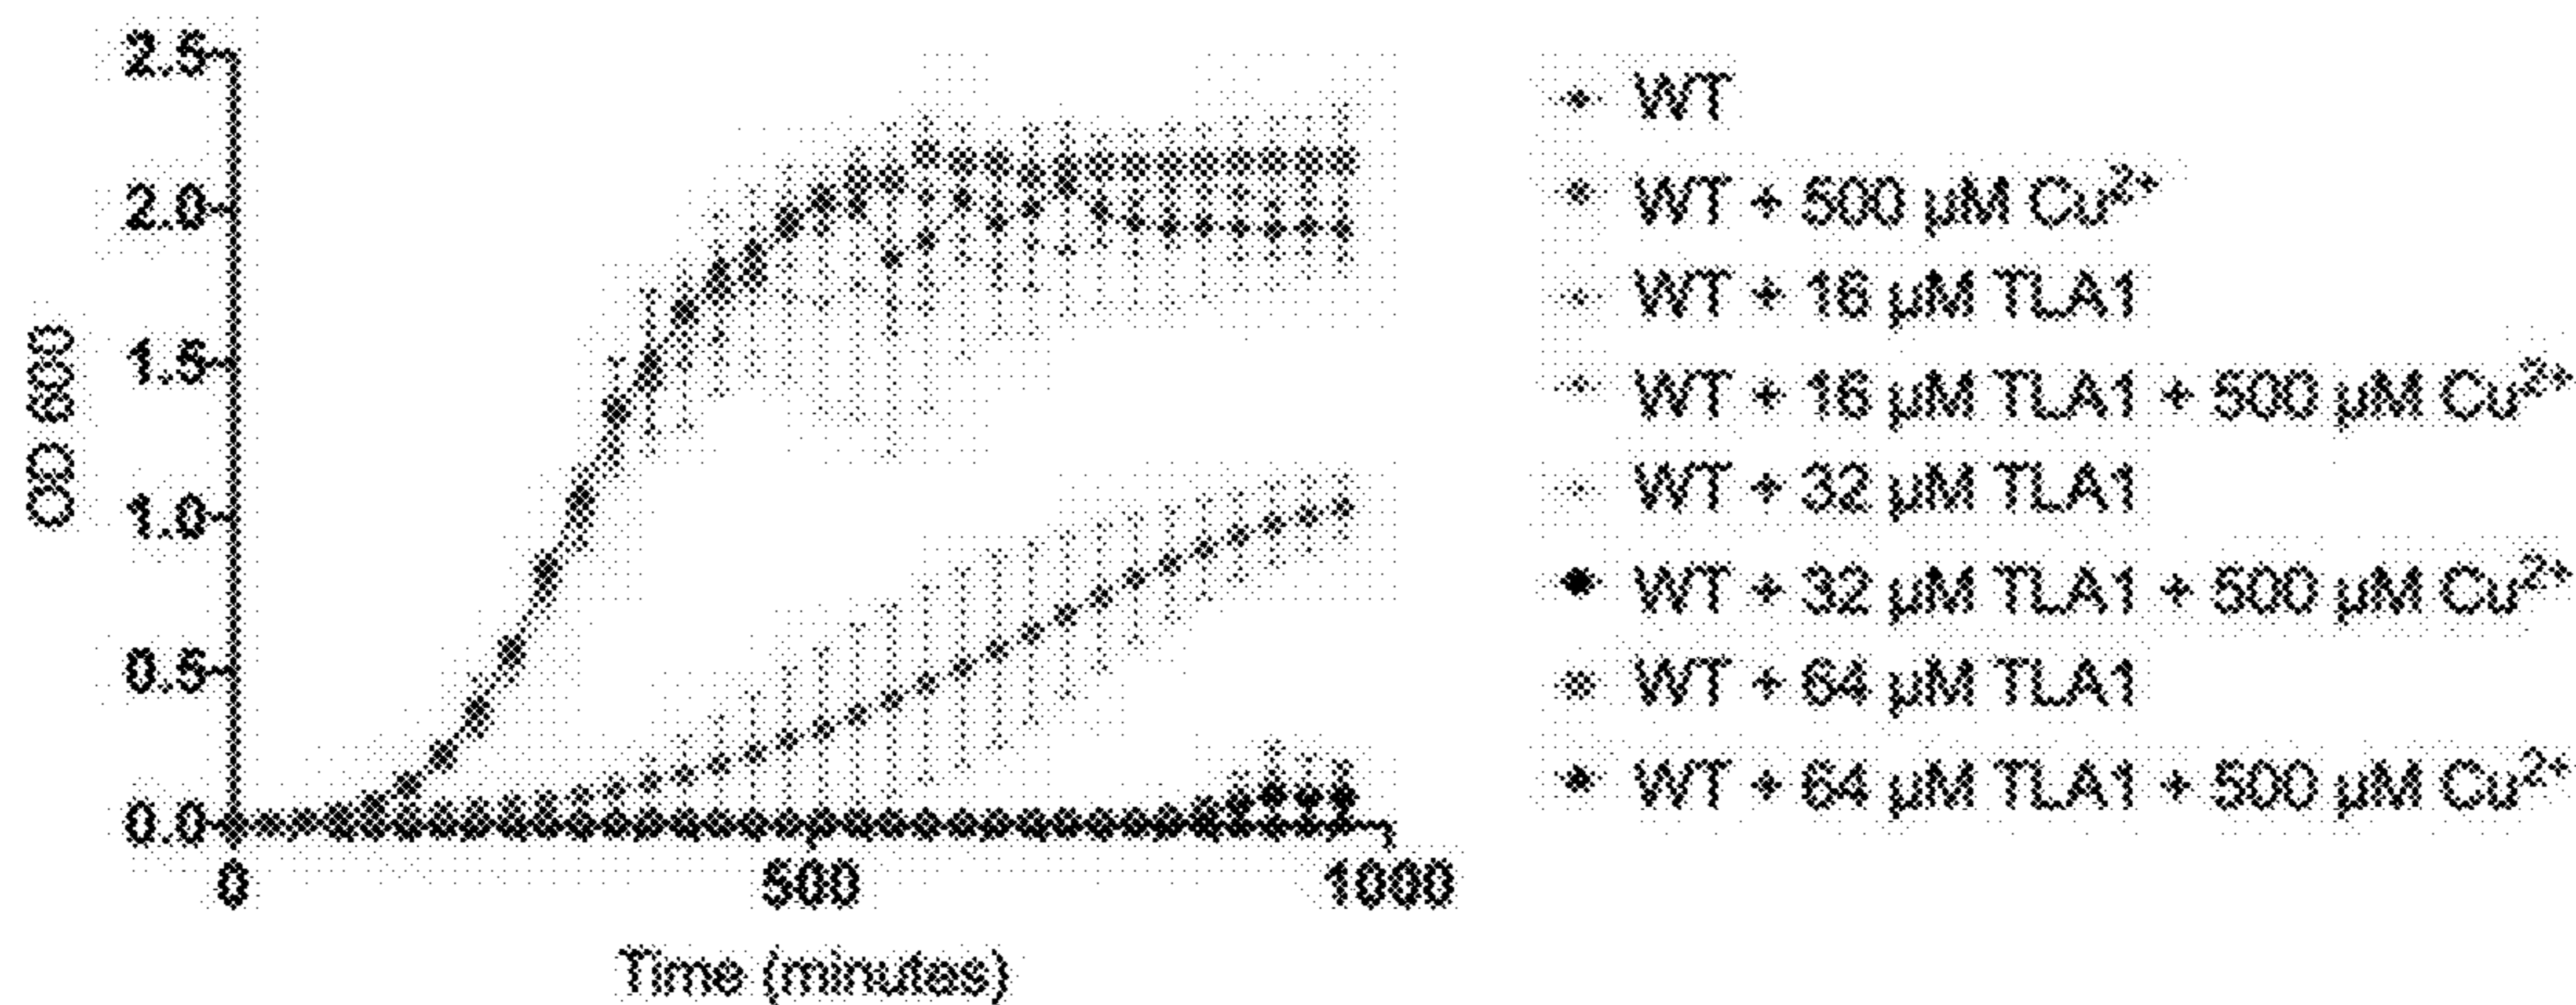 2.5
2.0
1.5
1.0
0.5
0.0
OD 600
0
500
1000
Time (minutes)
WT
WT + 500 µM Cu²⁺
WT + 16 µM TLA1
WT + 16 µM TLA1 + 500 µM Cu²⁺
WT + 32 µM TLA1
WT + 32 µM TLA1 + 500 µM Cu²⁺
WT + 64 µM TLA1
WT + 64 µM TLA1 + 500 µM Cu²⁺